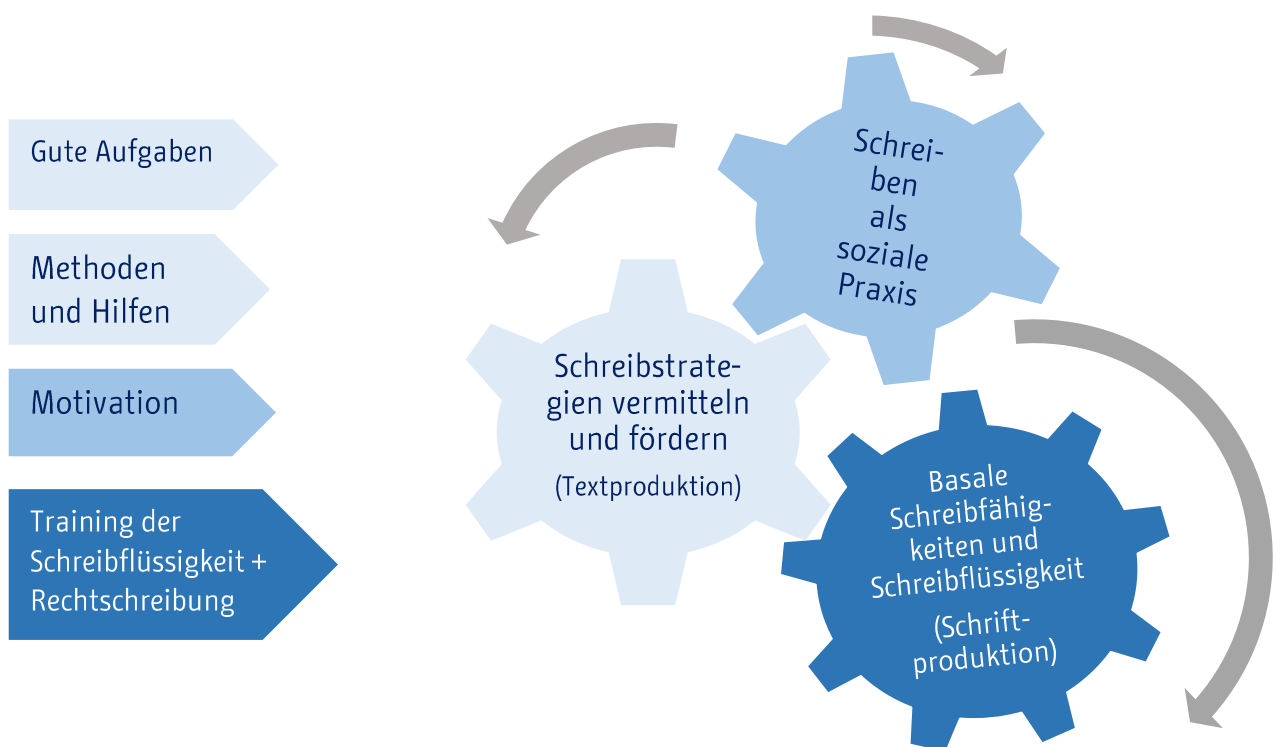 Gute Aufgaben
Methoden
und Hilfen
Motivation
Training der
Schreibflüssigkeit +
Rechtschreibung
Schrei-
ben
als
soziale
Praxis
Schreibstrate-
gien vermitteln
und fördern
(Textproduktion)
Basale
Schreibfähig-
keiten und
Schreibflüssigkeit
(Schrift-
produktion)